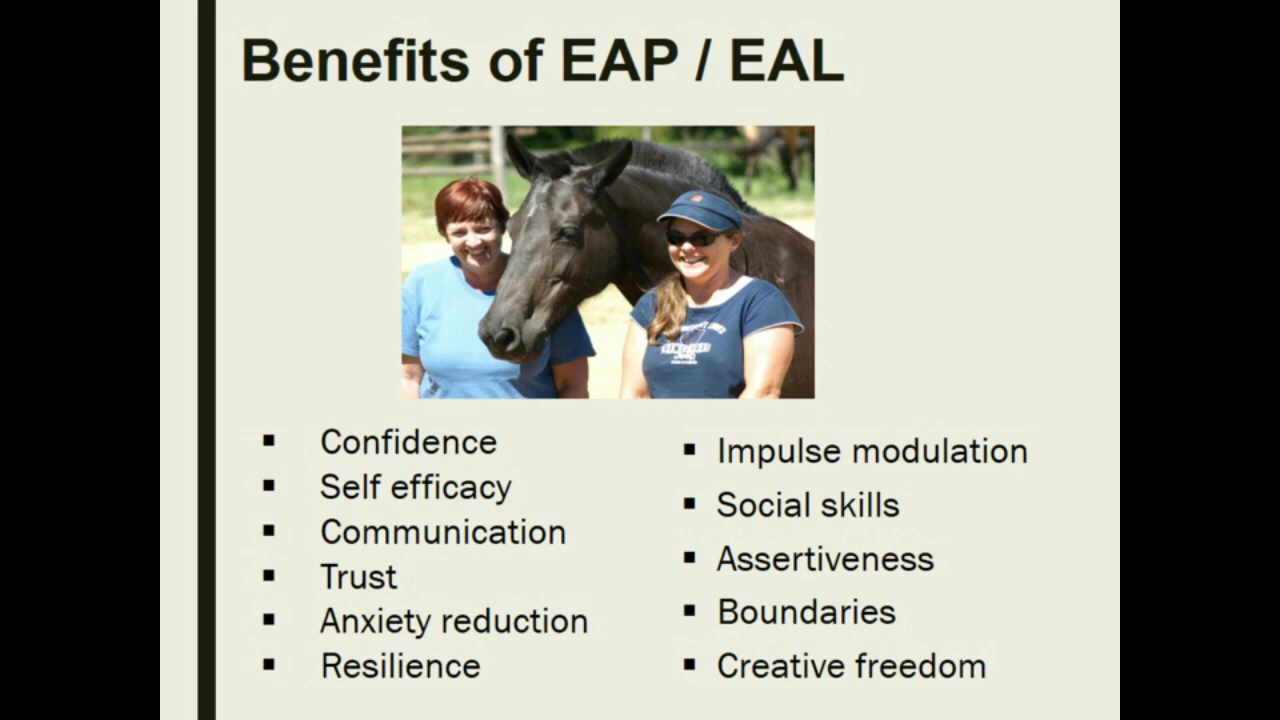 Benefits of EAP / EAL
Confidence
Self efficacy
Communication
Trust
Anxiety reduction
Resilience
Impulse modulation
Social skills
Assertiveness
Boundaries
Creative freedom